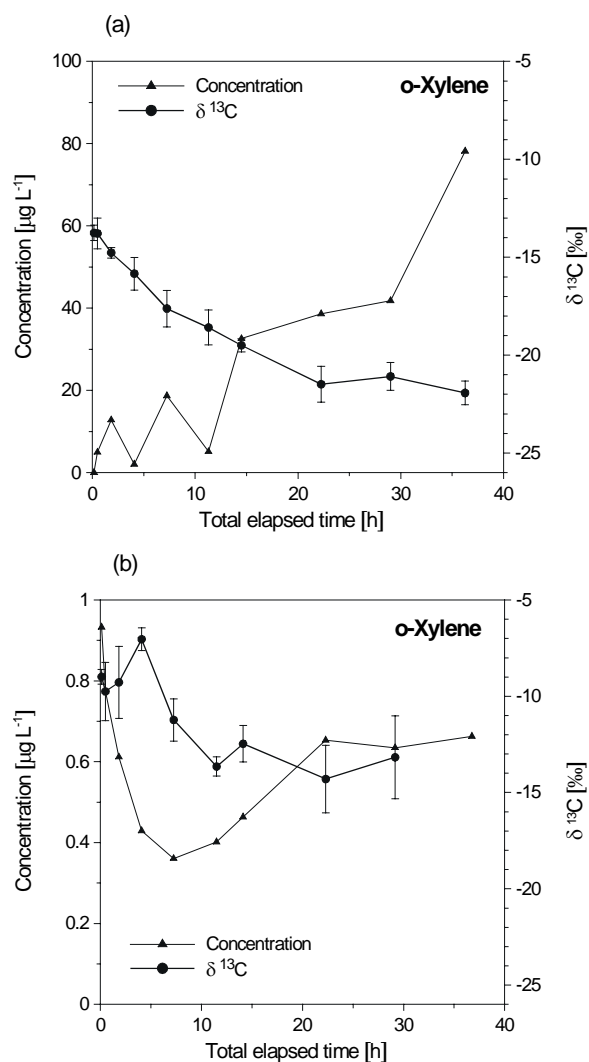 (a)
100
80
60
40
20
0
-5
-10
-15
-20
-25
0 10 20 30 40
Concentration
δ ¹³C
o-Xylene
Concentration [µg L⁻¹]
δ ¹³C [‰]
Total elapsed time [h]
(b)
1
0.8
0.6
0.4
0.2
0
-5
-10
-15
-20
-25
0 10 20 30 40
o-Xylene
Concentration
δ ¹³C
Concentration [µg L⁻¹]
δ ¹³C [‰]
Total elapsed time [h]